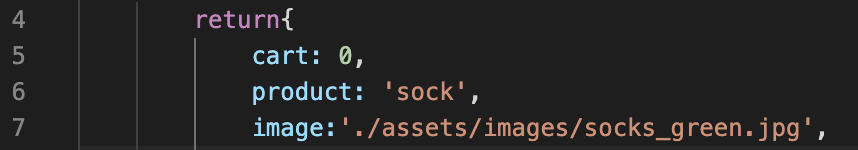 4 return{
5 cart: 0,
6 product: 'sock',
7 image:'./assets/images/socks_green.jpg',